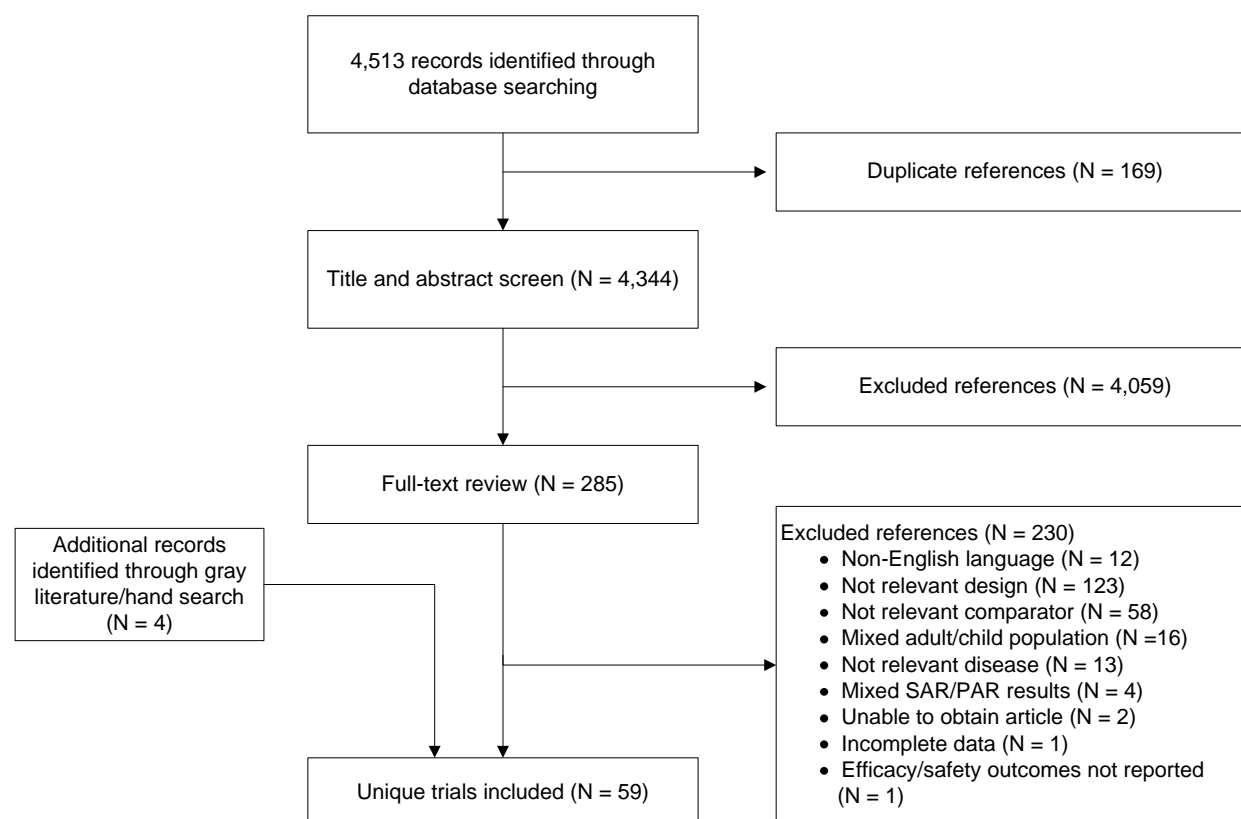 4,513 records identified through
database searching
Duplicate references (N = 169)
Title and abstract screen (N = 4,344)
Excluded references (N = 4,059)
Full-text review (N = 285)
Additional records
identified through gray
literature/hand search
(N = 4)
Excluded references (N = 230)
• Non-English language (N = 12)
• Not relevant design (N = 123)
• Not relevant comparator (N = 58)
• Mixed adult/child population (N =16)
• Not relevant disease (N = 13)
• Mixed SAR/PAR results (N = 4)
• Unable to obtain article (N = 2)
• Incomplete data (N = 1)
• Efficacy/safety outcomes not reported
(N = 1)
Unique trials included (N = 59)